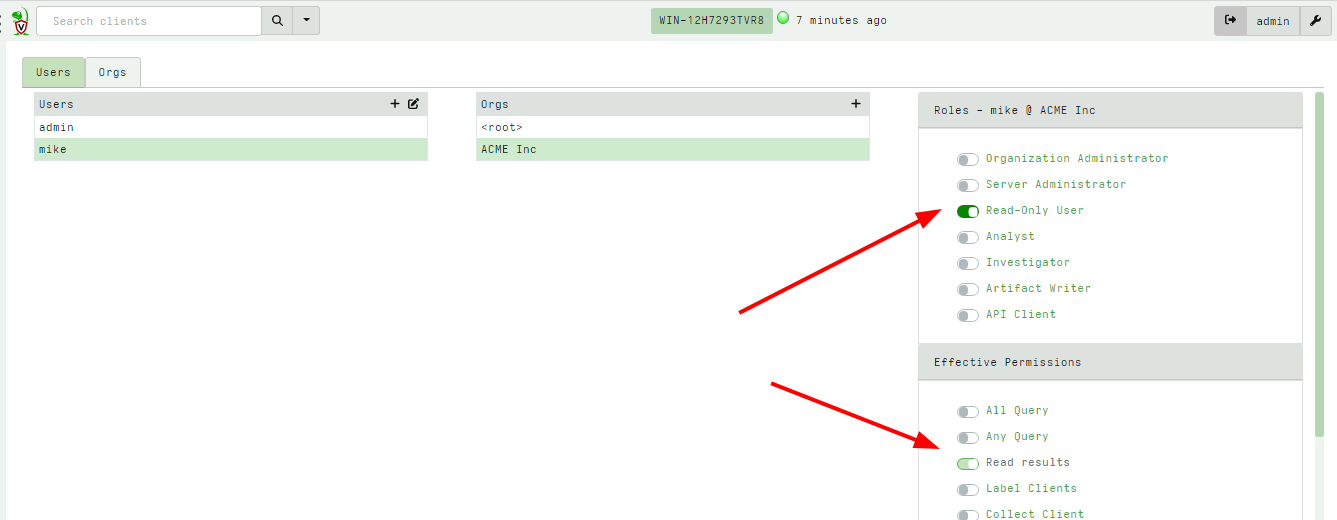 Search clients
WIN-12H7293TVR8 7 minutes ago
admin
Users Orgs
Users
admin
mike
Orgs
<root>
ACME Inc
Roles - mike @ ACME Inc
Organization Administrator
Server Administrator
Read-Only User
Analyst
Investigator
Artifact Writer
API Client
Effective Permissions
All Query
Any Query
Read results
Label Clients
Collect Client